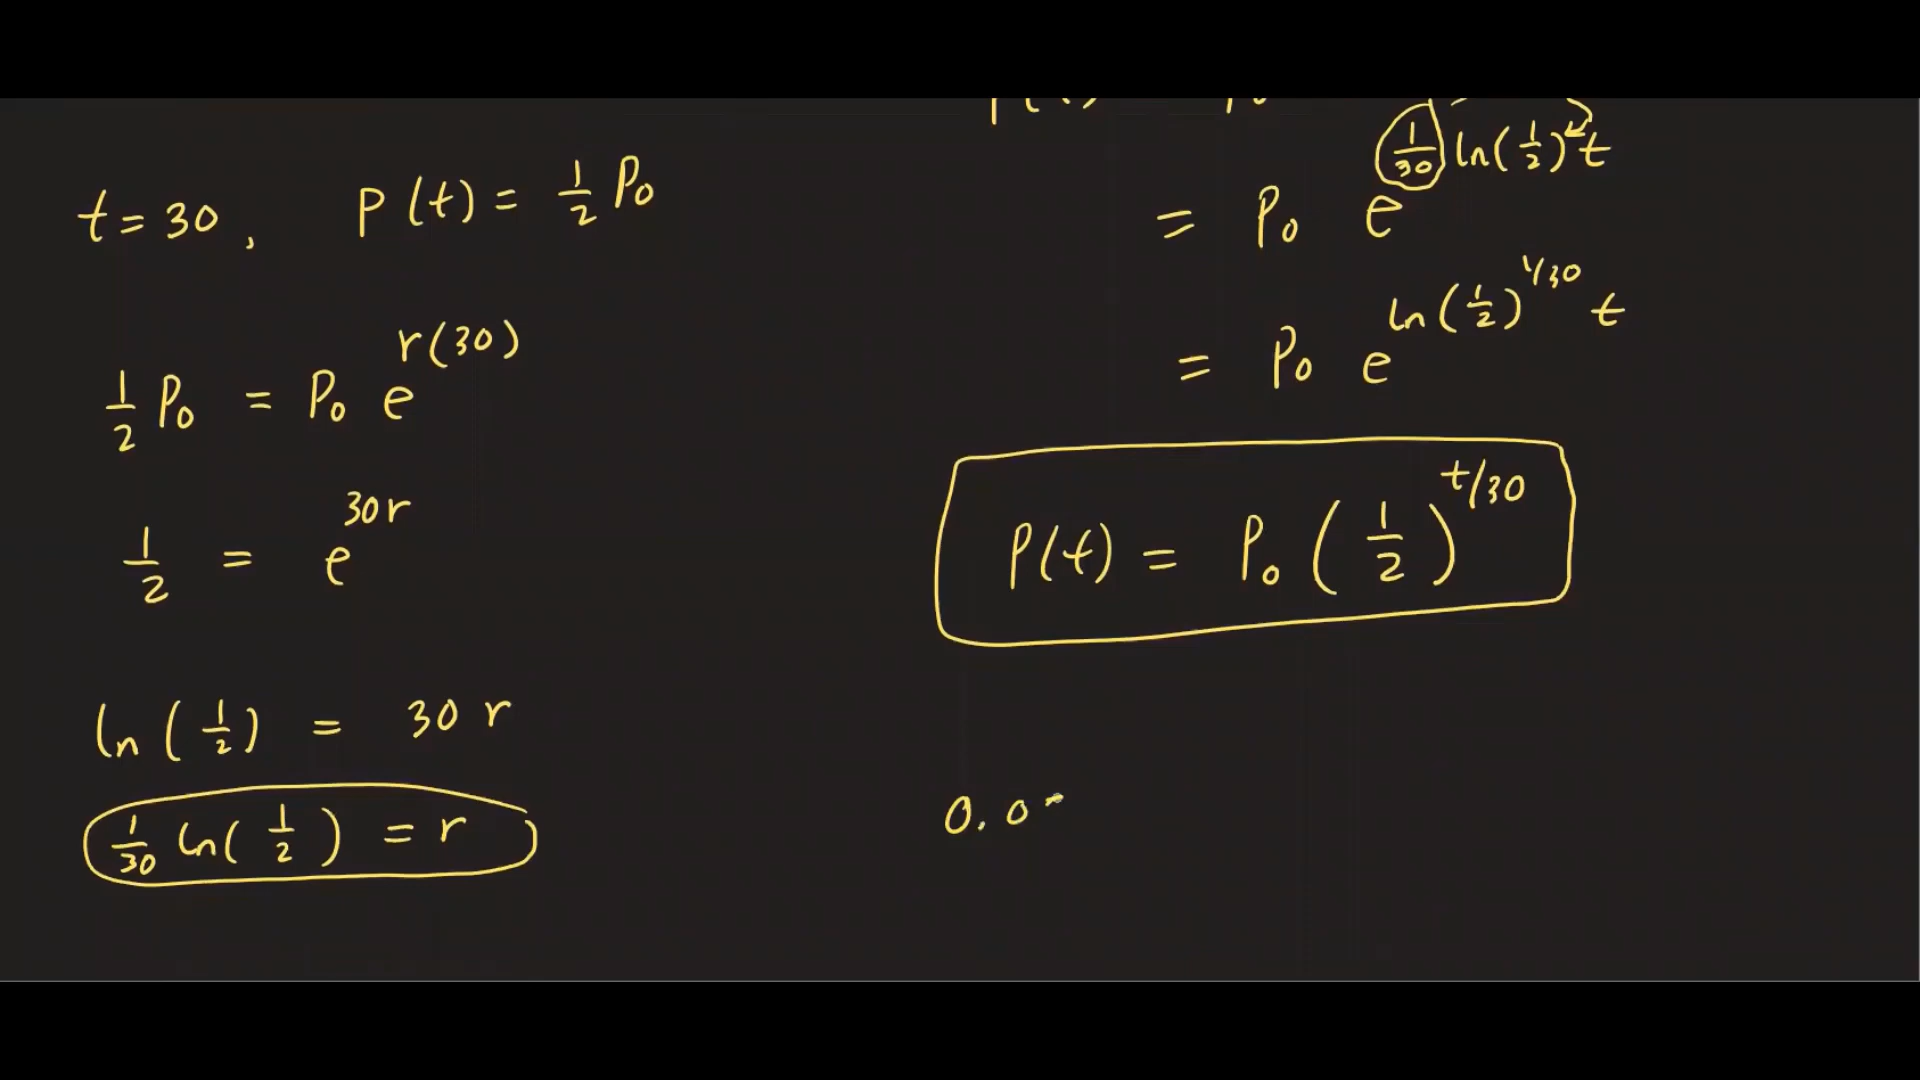 t = 30 , P(t) = 1/2 P₀
1/2 P₀ = P₀ e^{r(30)}
1/2 = e^{30r}
ln(1/2) = 30 r
1/30 ln(1/2) = r
= P₀ e^{1/30 ln(1/2) t}
= P₀ e^{ln(1/2)^{1/30} t}
P(t) = P₀ (1/2)^{t/30}
0.0